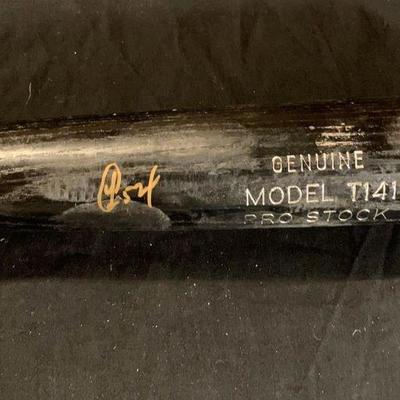 GENUINE
MODEL T141
PRO STOCK